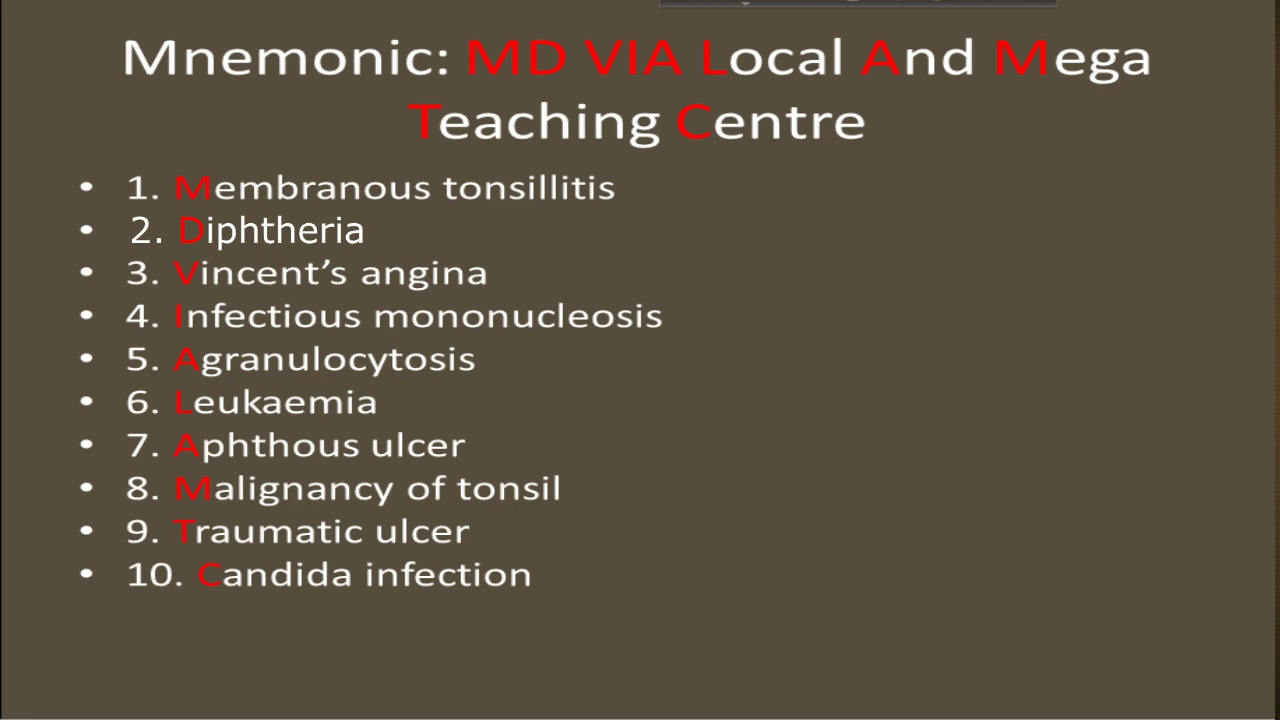 Mnemonic: MD VIA Local And Mega
Teaching Centre
• 1. Membranous tonsillitis
• 2. Diphtheria
• 3. Vincent’s angina
• 4. Infectious mononucleosis
• 5. Agranulocytosis
• 6. Leukaemia
• 7. Aphthous ulcer
• 8. Malignancy of tonsil
• 9. Traumatic ulcer
• 10. Candida infection